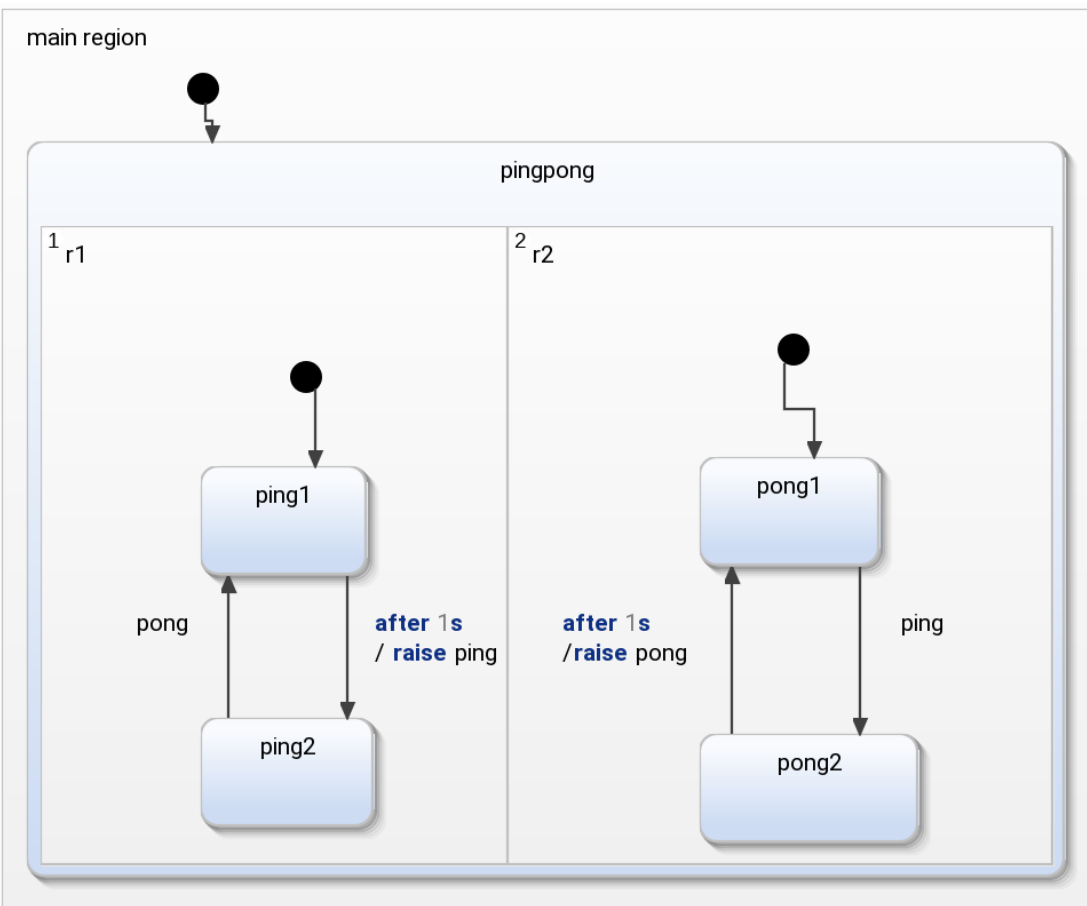 main region
pingpong
1 r1
2 r2
ping1
pong1
pong
after 1s
/ raise ping
after 1s
/raise pong
ping
ping2
pong2